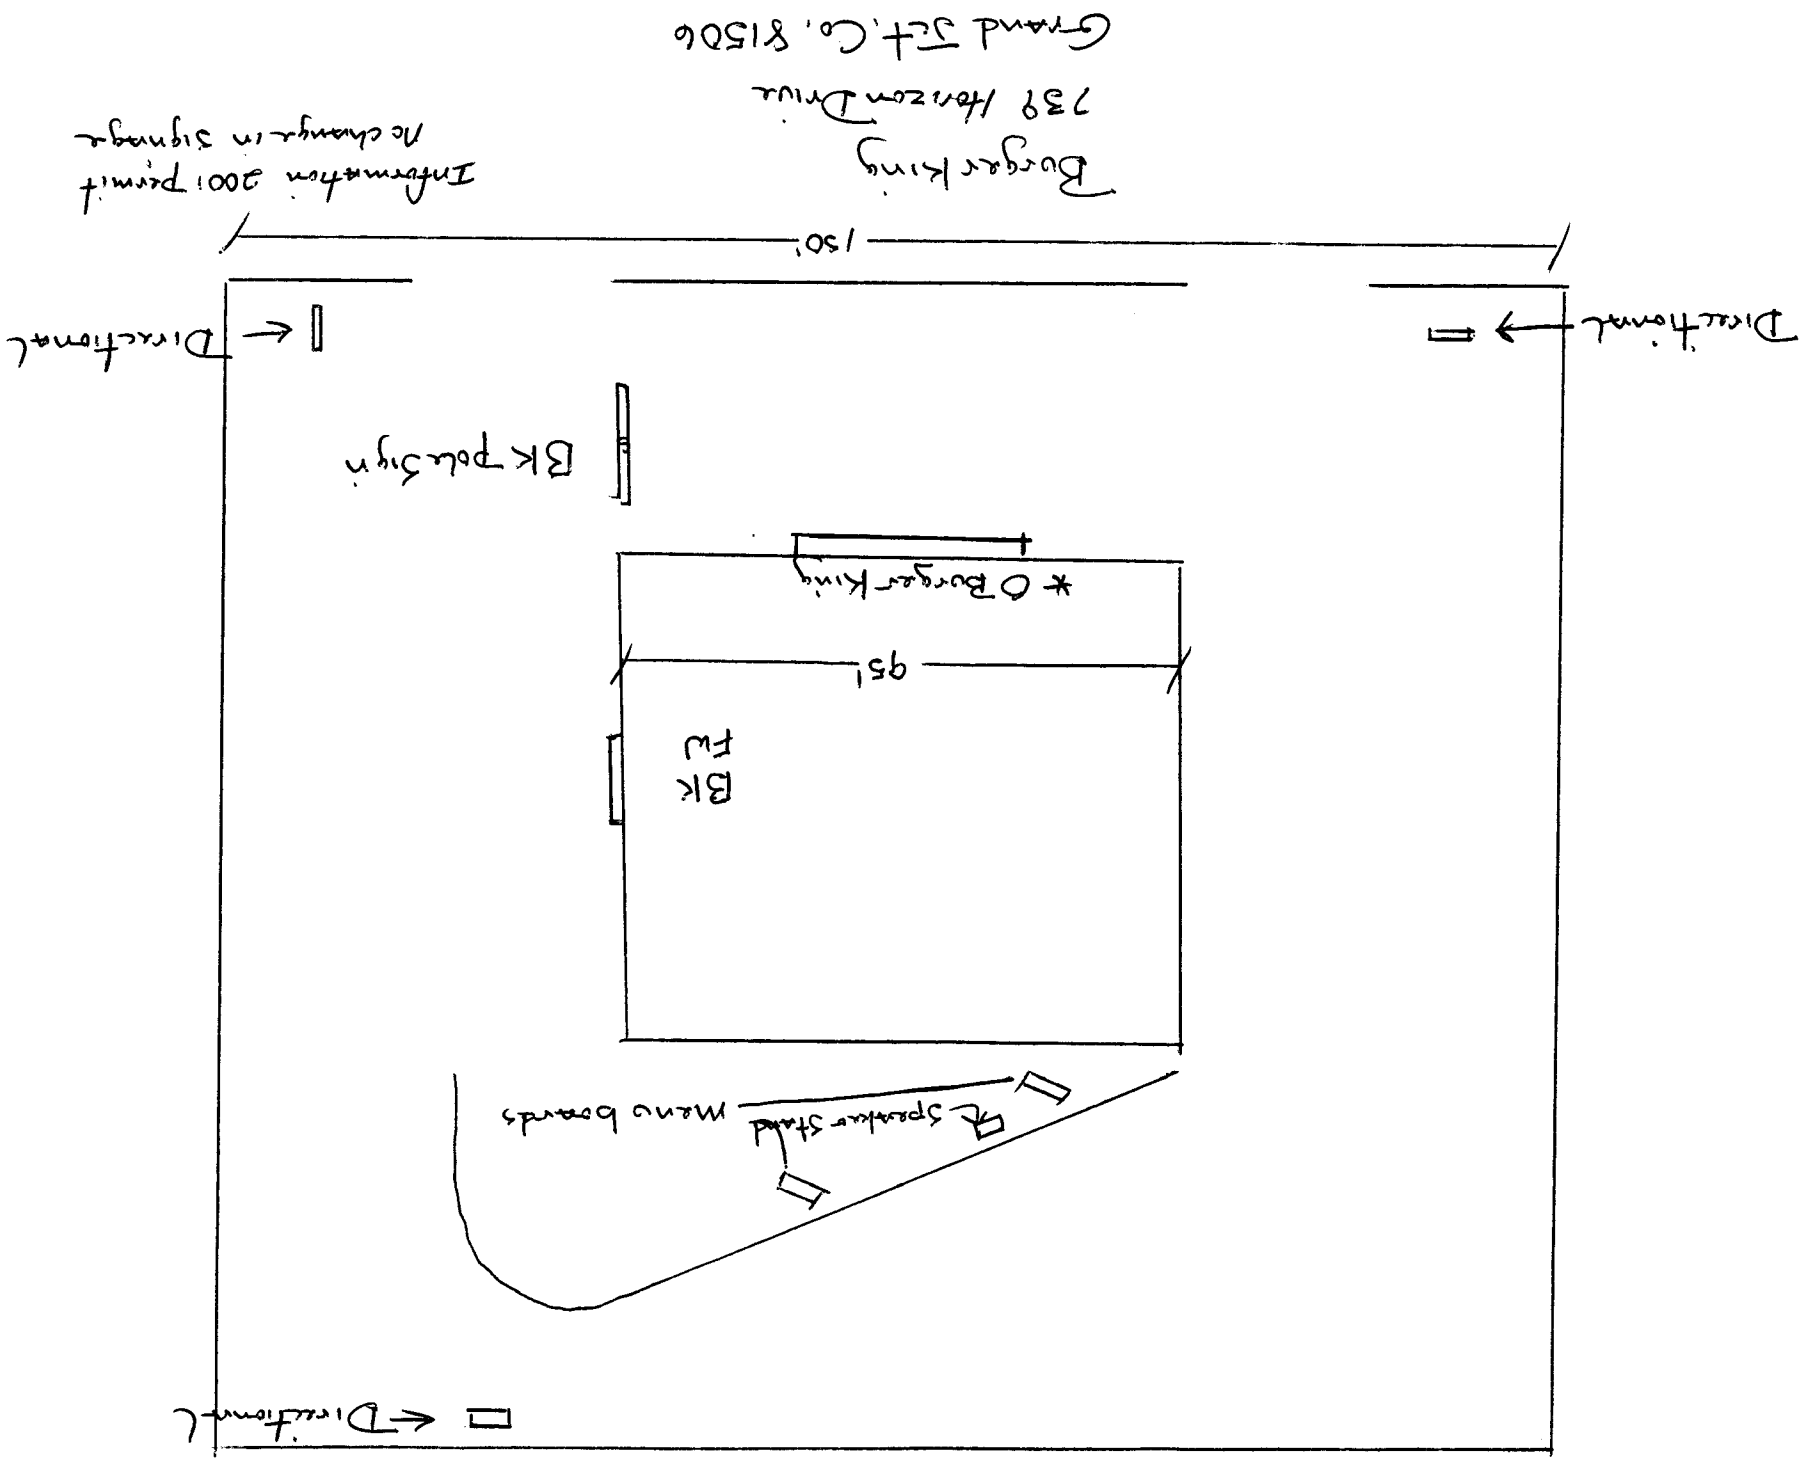 Directional
Speaker stand
menu boards
BK
FW
95'
* O Burger King
BK pole Sign
Directional
Directional
150'
Burger King
739 Horizon Drive
Grand Jct. Co. 81506
Information 2001 permit
No change in signage